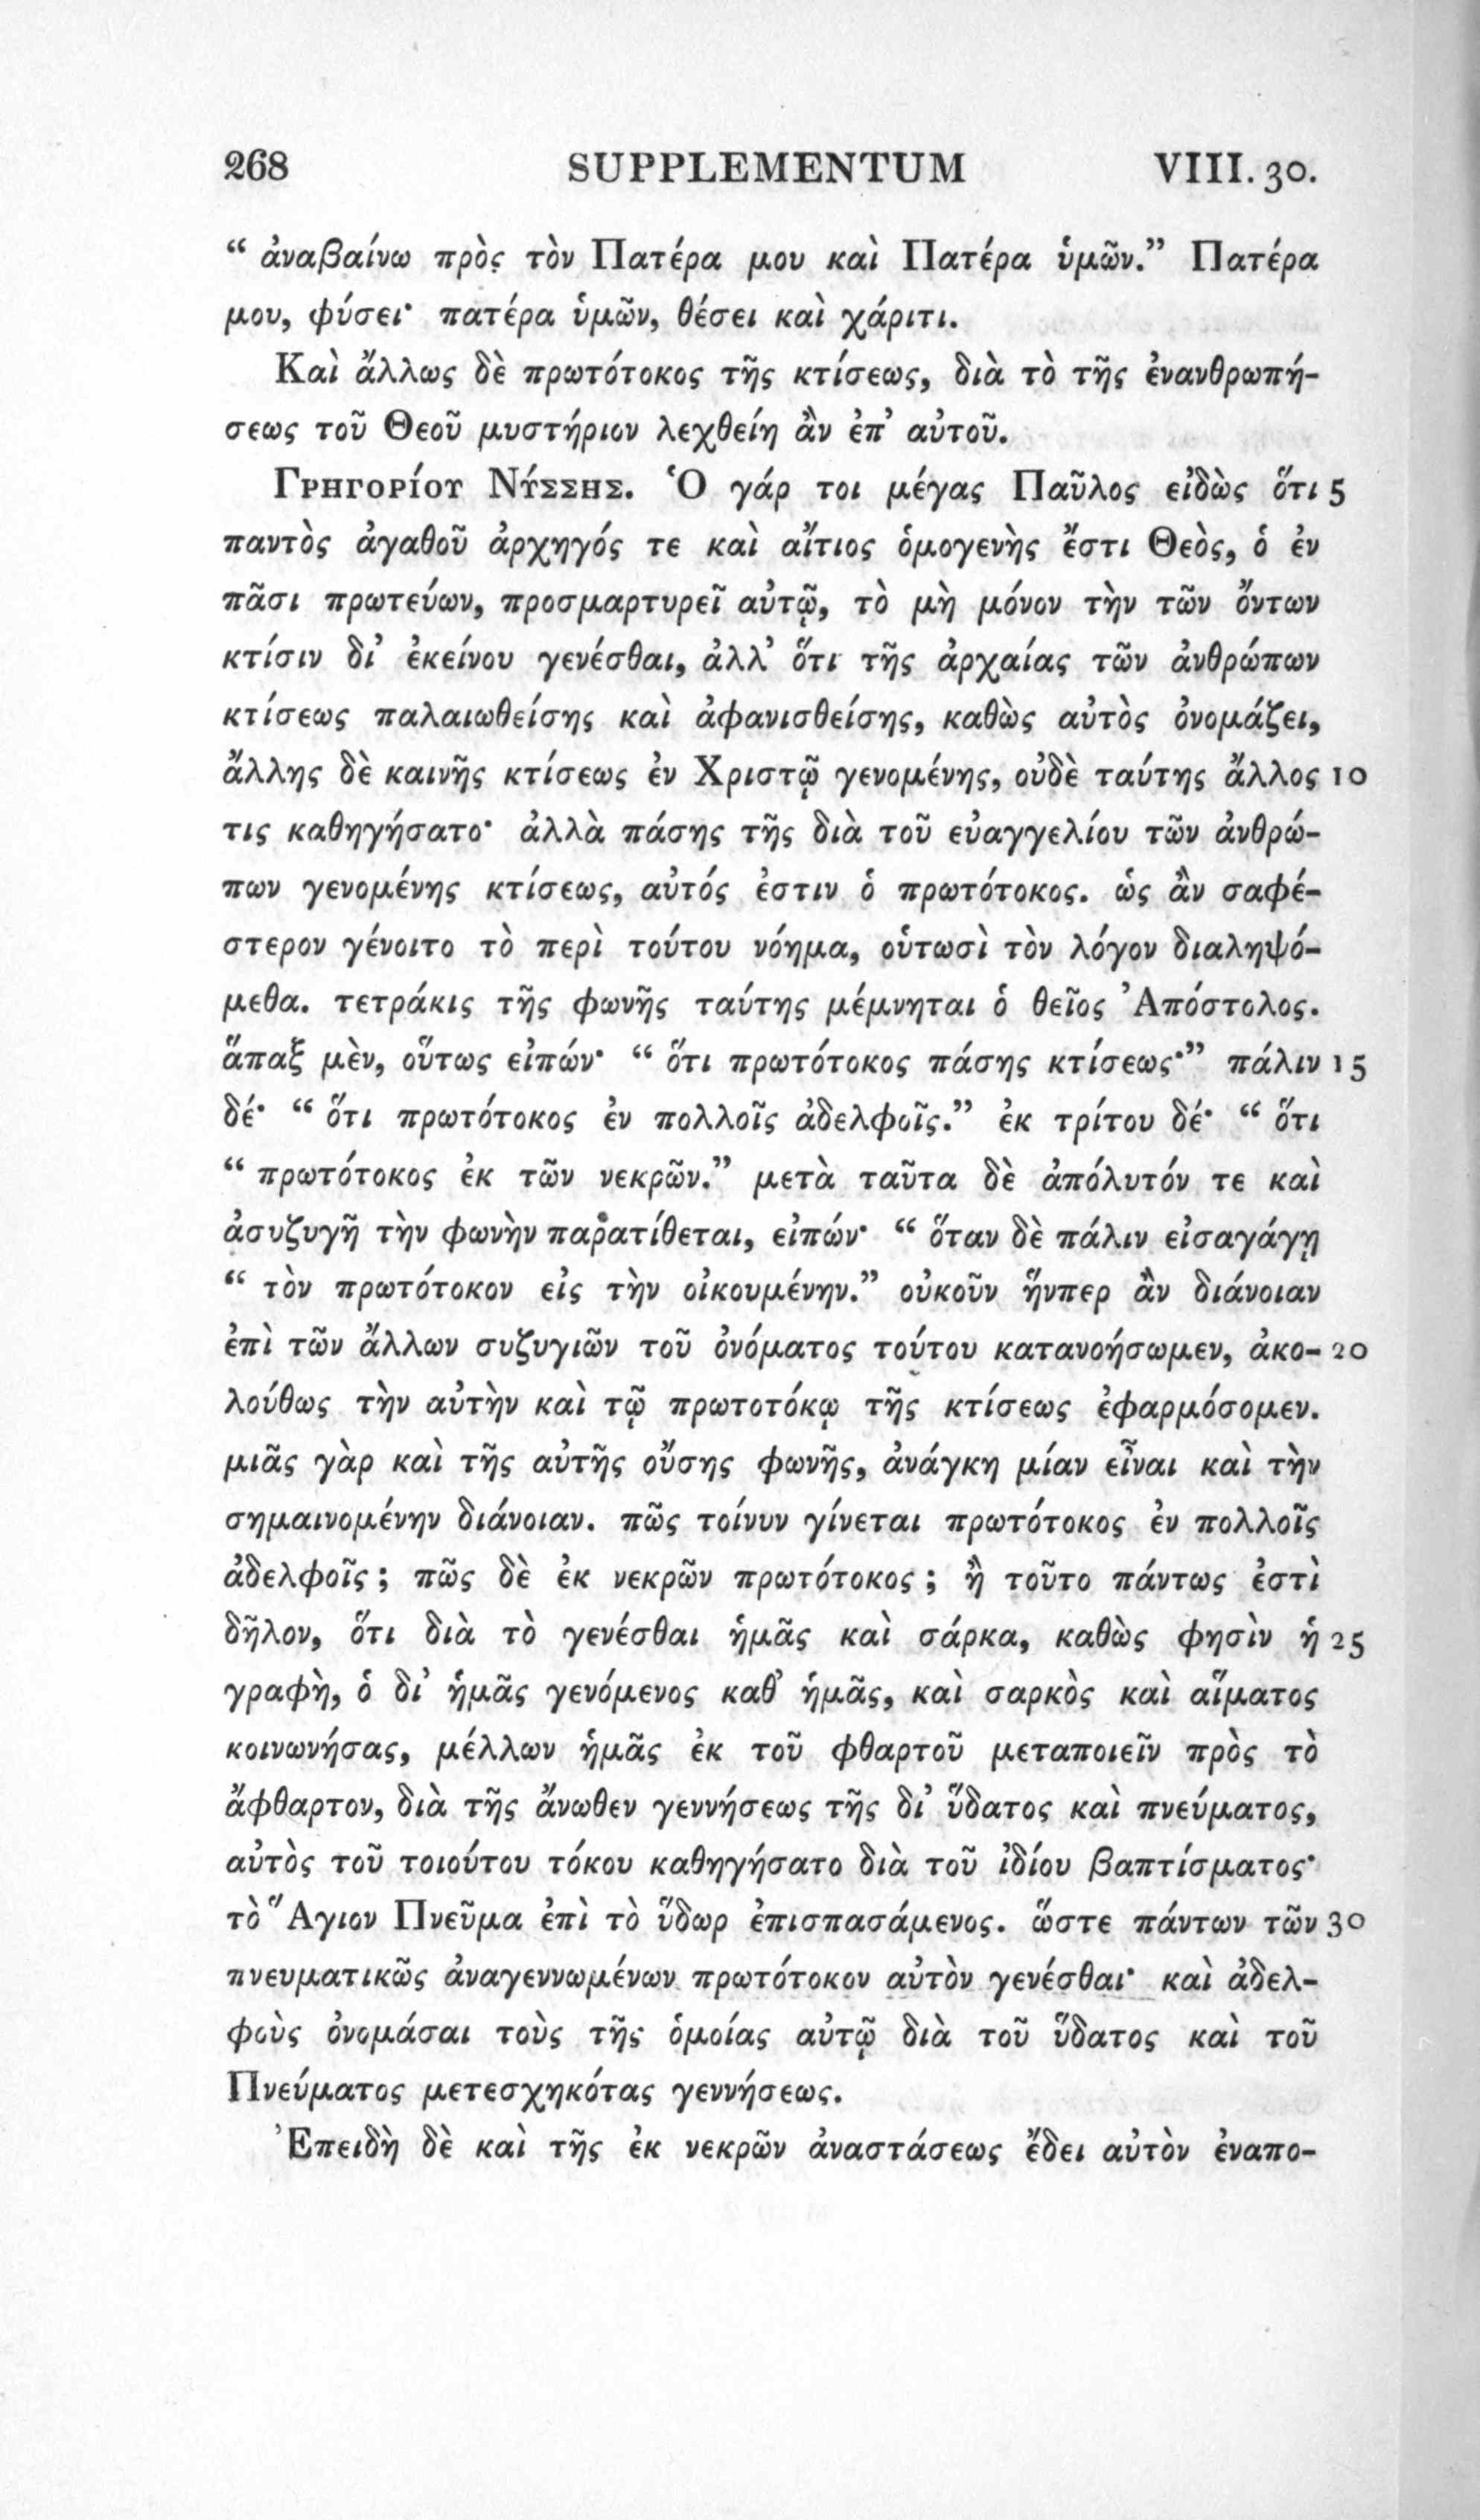 268 SUPPLEMENTUM VIII. 30.
“ ἀναβαίνω πρὸς τὸν Πατέρα μου καὶ Πατέρα ὑμῶν.” Πατέρα
μου, φύσει· πατέρα ὑμῶν, θέσει καὶ χάριτι.
Καὶ ἄλλως δὲ πρωτότοκος τῆς κτίσεως, διὰ τὸ τῆς ἐνανθρωπή-
σεως τοῦ Θεοῦ μυστήριον λεχθείη ἂν ἐπ’ αὐτοῦ.
Γρηγορίου Νύσσης. Ὁ γάρ τοι μέγας Παῦλος εἰδὼς ὅτι 5
παντὸς ἀγαθοῦ ἀρχηγός τε καὶ αἴτιος ὁμογενὴς ἔστι Θεὸς, ὁ ἐν
πᾶσι πρωτεύων, προσμαρτυρεῖ αὐτῷ, τὸ μὴ μόνον τὴν τῶν ὄντων
κτίσιν δι’ ἐκείνου γενέσθαι, ἀλλ’ ὅτι τῆς ἀρχαίας τῶν ἀνθρώπων
κτίσεως παλαιωθείσης καὶ ἀφανισθείσης, καθὼς αὐτὸς ὀνομάζει,
ἄλλης δὲ καινῆς κτίσεως ἐν Χριστῷ γενομένης, οὐδὲ ταύτης ἄλλος 10
τις καθηγήσατο· ἀλλὰ πάσης τῆς διὰ τοῦ εὐαγγελίου τῶν ἀνθρώ-
πων γενομένης κτίσεως, αὐτός ἐστιν ὁ πρωτότοκος. ὡς ἂν σαφέ-
στερον γένοιτο τὸ περὶ τούτου νόημα, οὑτωσὶ τὸν λόγον διαληψό-
μεθα. τετράκις τῆς φωνῆς ταύτης μέμνηται ὁ θεῖος Ἀπόστολος.
ἅπαξ μὲν, οὕτως εἰπών· “ ὅτι πρωτότοκος πάσης κτίσεως·” πάλιν 15
δέ· “ ὅτι πρωτότοκος ἐν πολλοῖς ἀδελφοῖς.” ἐκ τρίτου δέ· “ ὅτι
“ πρωτότοκος ἐκ τῶν νεκρῶν.” μετὰ ταῦτα δὲ ἀπόλυτόν τε καὶ
ἀσυζυγῆ τὴν φωνὴν παρατίθεται, εἰπών· “ ὅταν δὲ πάλιν εἰσαγάγῃ
“ τὸν πρωτότοκον εἰς τὴν οἰκουμένην.” οὐκοῦν ἥνπερ ἂν διάνοιαν
ἐπὶ τῶν ἄλλων συζυγιῶν τοῦ ὀνόματος τούτου κατανοήσωμεν, ἀκο- 20
λούθως τὴν αὐτὴν καὶ τῷ πρωτοτόκῳ τῆς κτίσεως ἐφαρμόσομεν.
μιᾶς γὰρ καὶ τῆς αὐτῆς οὔσης φωνῆς, ἀνάγκη μίαν εἶναι καὶ τὴν
σημαινομένην διάνοιαν. πῶς τοίνυν γίνεται πρωτότοκος ἐν πολλοῖς
ἀδελφοῖς ; πῶς δὲ ἐκ νεκρῶν πρωτότοκος ; ἢ τοῦτο πάντως ἐστὶ
δῆλον, ὅτι διὰ τὸ γενέσθαι ἡμᾶς καὶ σάρκα, καθὼς φησὶν ἡ 25
γραφὴ, ὁ δι’ ἡμᾶς γενόμενος καθ’ ἡμᾶς, καὶ σαρκὸς καὶ αἵματος
κοινωνήσας, μέλλων ἡμᾶς ἐκ τοῦ φθαρτοῦ μεταποιεῖν πρὸς τὸ
ἄφθαρτον, διὰ τῆς ἄνωθεν γεννήσεως τῆς δι’ ὕδατος καὶ πνεύματος,
αὐτὸς τοῦ τοιούτου τόκου καθηγήσατο διὰ τοῦ ἰδίου βαπτίσματος·
τὸ Ἅγιον Πνεῦμα ἐπὶ τὸ ὕδωρ ἐπισπασάμενος. ὥστε πάντων τῶν 30
πνευματικῶς ἀναγεννωμένων πρωτότοκον αὐτὸν γενέσθαι· καὶ ἀδελ-
φοὺς ὀνομάσαι τοὺς τῆς ὁμοίας αὐτῷ διὰ τοῦ ὕδατος καὶ τοῦ
Πνεύματος μετεσχηκότας γεννήσεως.
Ἐπειδὴ δὲ καὶ τῆς ἐκ νεκρῶν ἀναστάσεως ἔδει αὐτὸν ἐναπο-